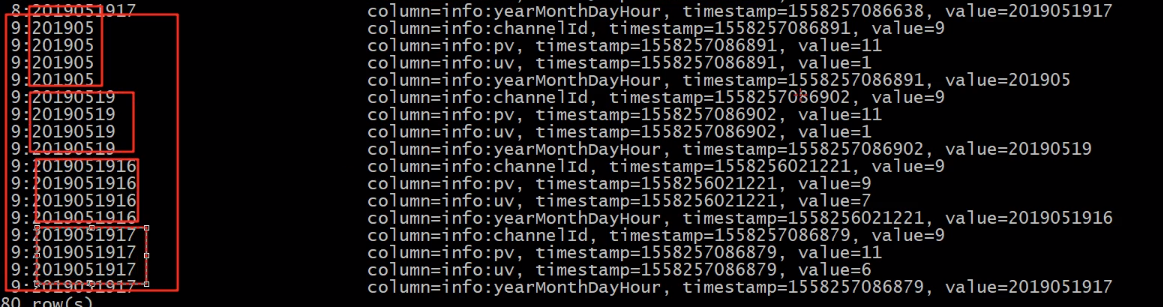 8:2019051917 column=info:yearMonthDayHour, timestamp=1558257086638, value=2019051917
9:201905 column=info:channelId, timestamp=1558257086891, value=9
9:201905 column=info:pv, timestamp=1558257086891, value=11
9:201905 column=info:uv, timestamp=1558257086891, value=1
9:201905 column=info:yearMonthDayHour, timestamp=1558257086891, value=201905
9:20190519 column=info:channelId, timestamp=1558257086902, value=9
9:20190519 column=info:pv, timestamp=1558257086902, value=11
9:20190519 column=info:uv, timestamp=1558257086902, value=1
9:20190519 column=info:yearMonthDayHour, timestamp=1558257086902, value=20190519
9:2019051916 column=info:channelId, timestamp=1558256021221, value=9
9:2019051916 column=info:pv, timestamp=1558256021221, value=9
9:2019051916 column=info:uv, timestamp=1558256021221, value=7
9:2019051916 column=info:yearMonthDayHour, timestamp=1558256021221, value=2019051916
9:2019051917 column=info:channelId, timestamp=1558257086879, value=9
9:2019051917 column=info:pv, timestamp=1558257086879, value=11
9:2019051917 column=info:uv, timestamp=1558257086879, value=6
9:2019051917 column=info:yearMonthDayHour, timestamp=1558257086879, value=2019051917
80 row(s)